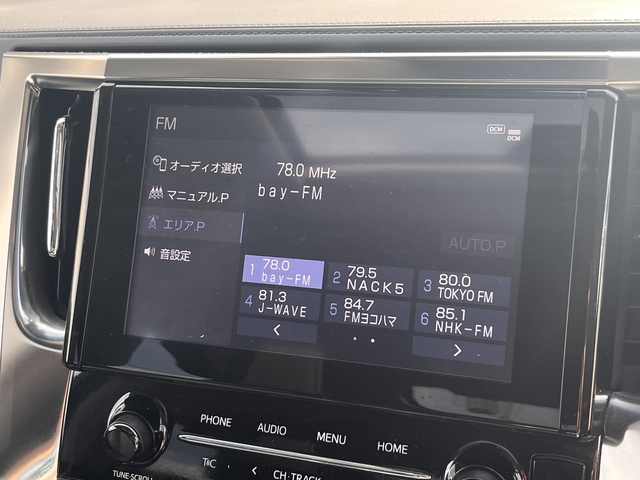 FM
DCM
DCM
オーディオ選択
78.0 MHz
マニュアル.P
bay-FM
エリア.P
AUTO.P
音設定
1 78.0 bay-FM
2 79.5 NACK5
3 80.0 TOKYO FM
4 81.3 J-WAVE
5 84.7 FMヨコハマ
6 85.1 NHK-FM
<
>
PHONE
AUDIO
MENU
HOME
TUNE·SCROLL
< CH·TRACK